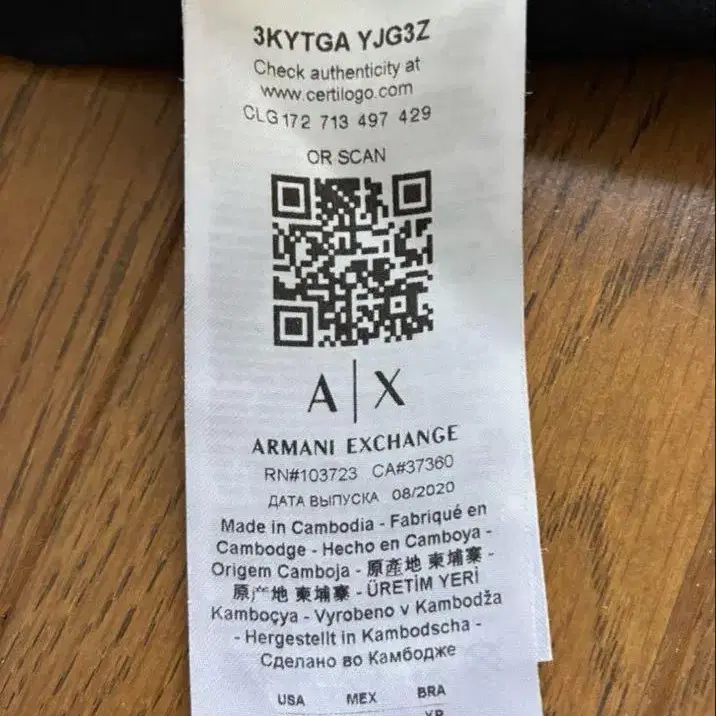 3KYTGA YJG3Z
Check authenticity at
www.certilogo.com
CLG 172 713 497 429
OR SCAN
A|X
ARMANI EXCHANGE
RN#103723 CA#37360
ДАТА ВЫПУСКА 08/2020
Made in Cambodia - Fabriqué en
Cambodge - Hecho en Camboya -
Origem Camboja - 原產地 柬埔寨 -
原产地 柬埔寨 - ÜRETİM YERİ
Kamboçya - Vyrobeno v Kambodža
- Hergestellt in Kambodscha -
Сделано во Камбодже
USA MEX BRA